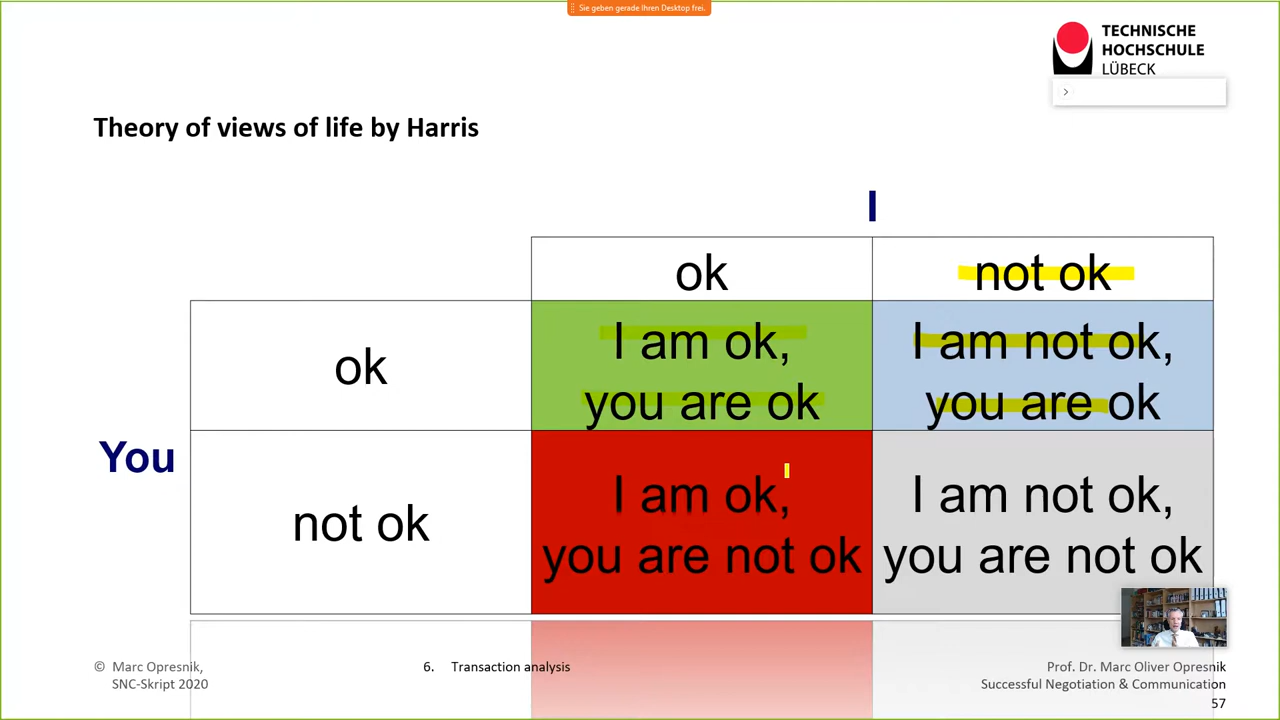 Sie geben gerade Ihren Desktop frei.
TECHNISCHE
HOCHSCHULE
LÜBECK
Theory of views of life by Harris
I
ok
not ok
ok
I am ok,
you are ok
I am not ok,
you are ok
You
not ok
I am ok,
you are not ok
I am not ok,
you are not ok
© Marc Opresnik,
SNC-Skript 2020
6. Transaction analysis
Prof. Dr. Marc Oliver Opresnik
Successful Negotiation & Communication
57